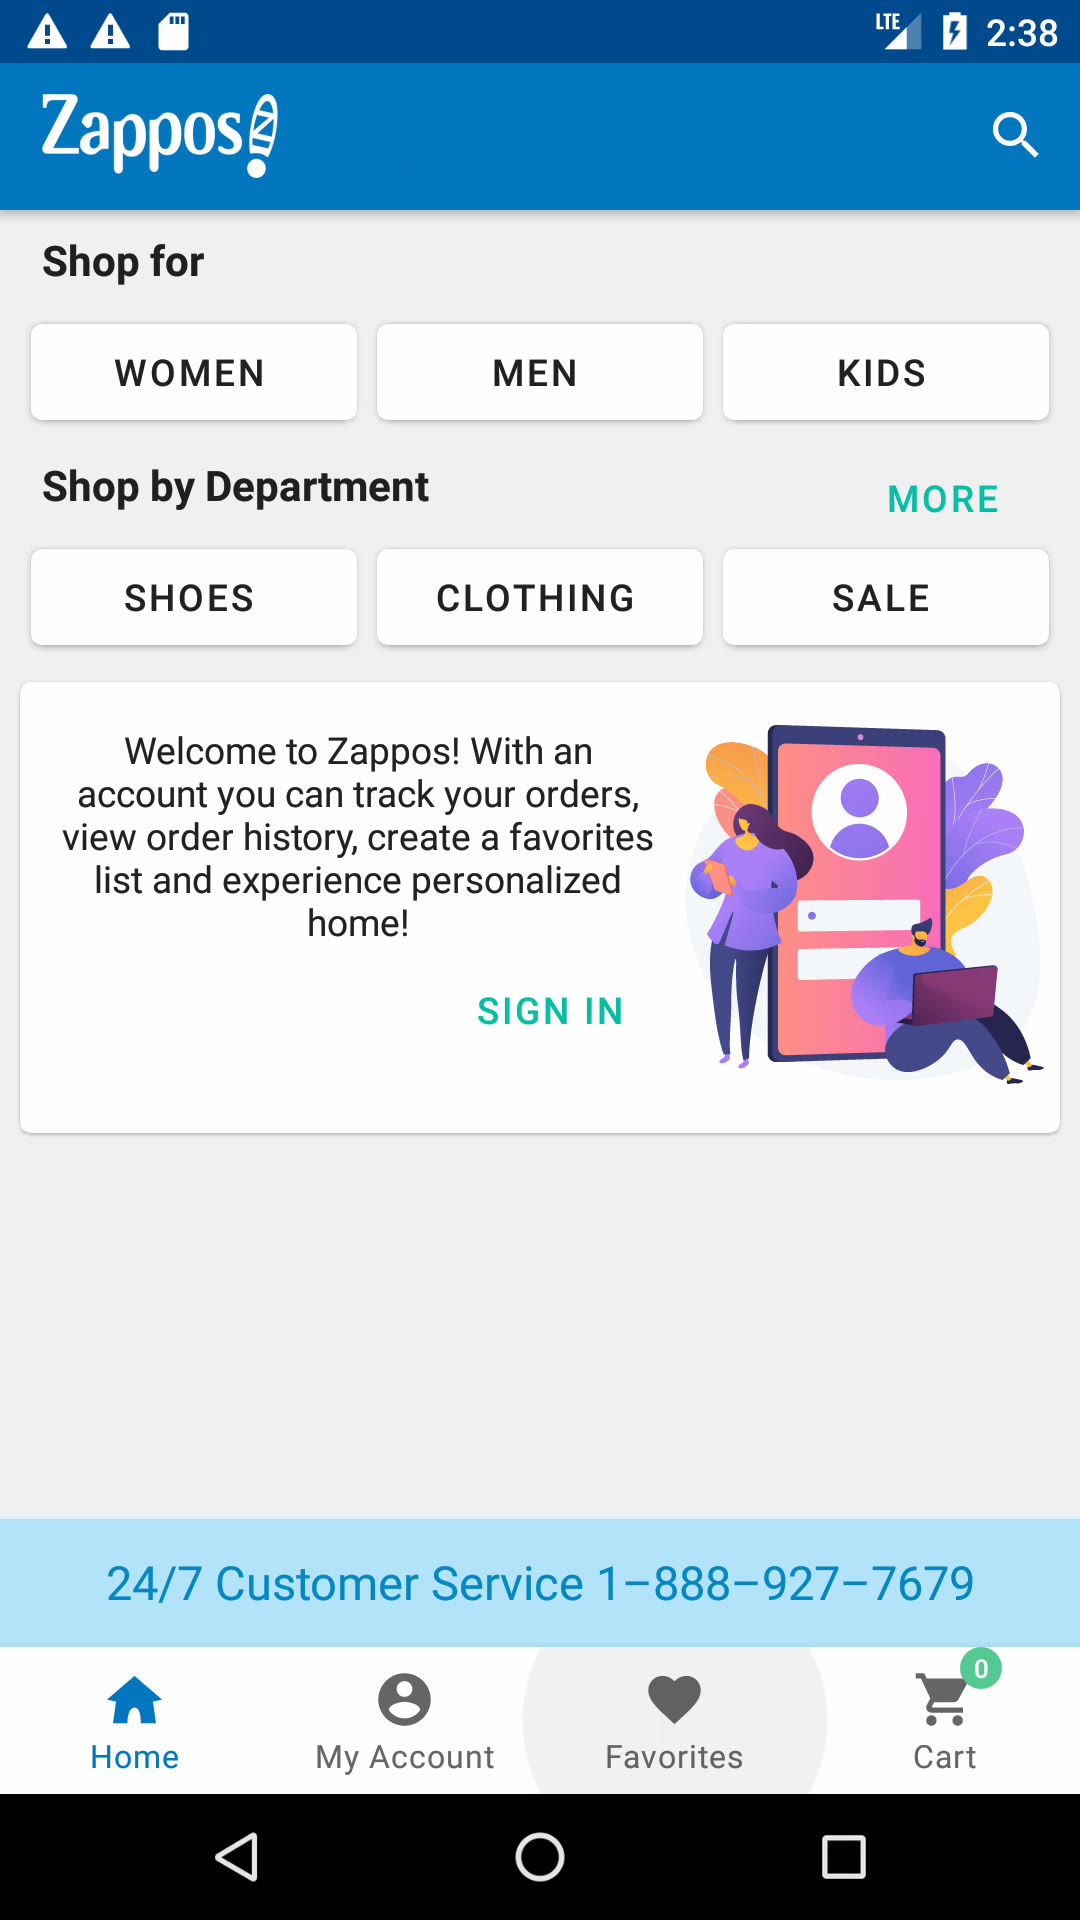 LTE 2:38
Zappos
Shop for
WOMEN MEN KIDS
Shop by Department
MORE
SHOES CLOTHING SALE
Welcome to Zappos! With an
account you can track your orders,
view order history, create a favorites
list and experience personalized
home!
SIGN IN
24/7 Customer Service 1–888–927–7679
0
Home My Account Favorites Cart